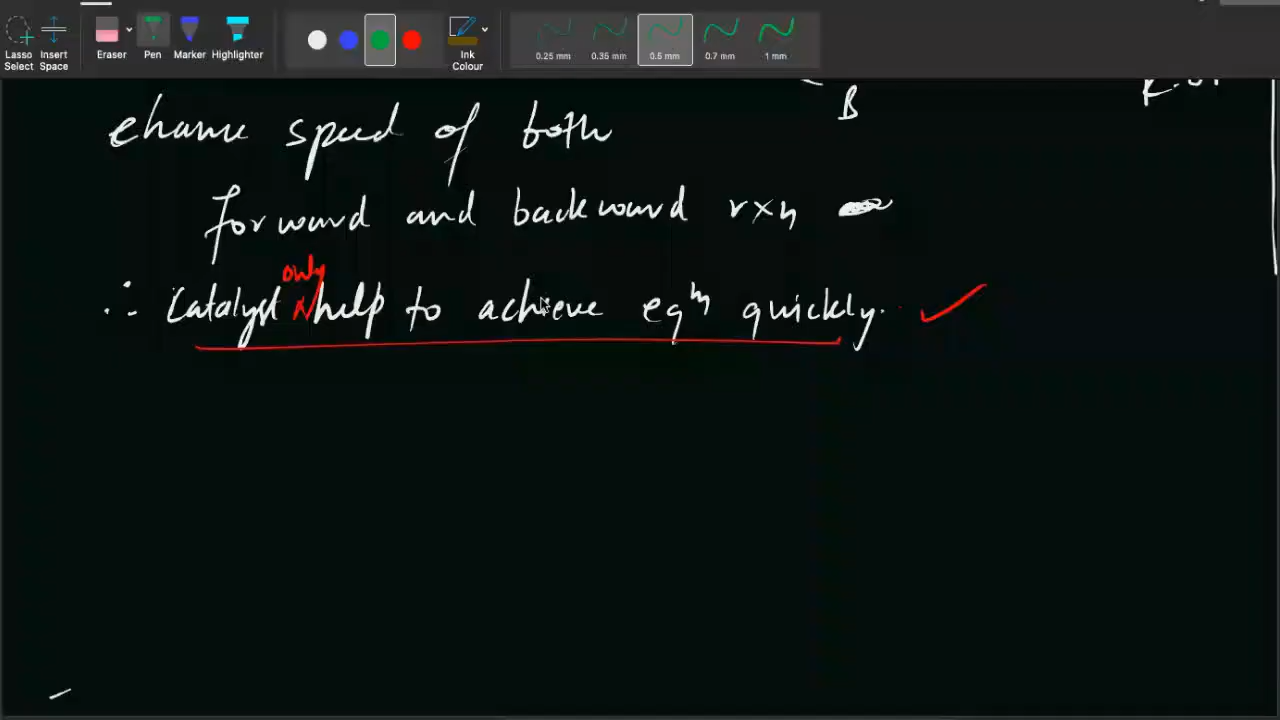 Lasso Select
Insert Space
Eraser
Pen
Marker
Highlighter
Ink Colour
0.25 mm
0.35 mm
0.5 mm
0.7 mm
1 mm
B
speed of both
forward and backward rxn
∴ Catalyst only help to achieve eqm quickly.